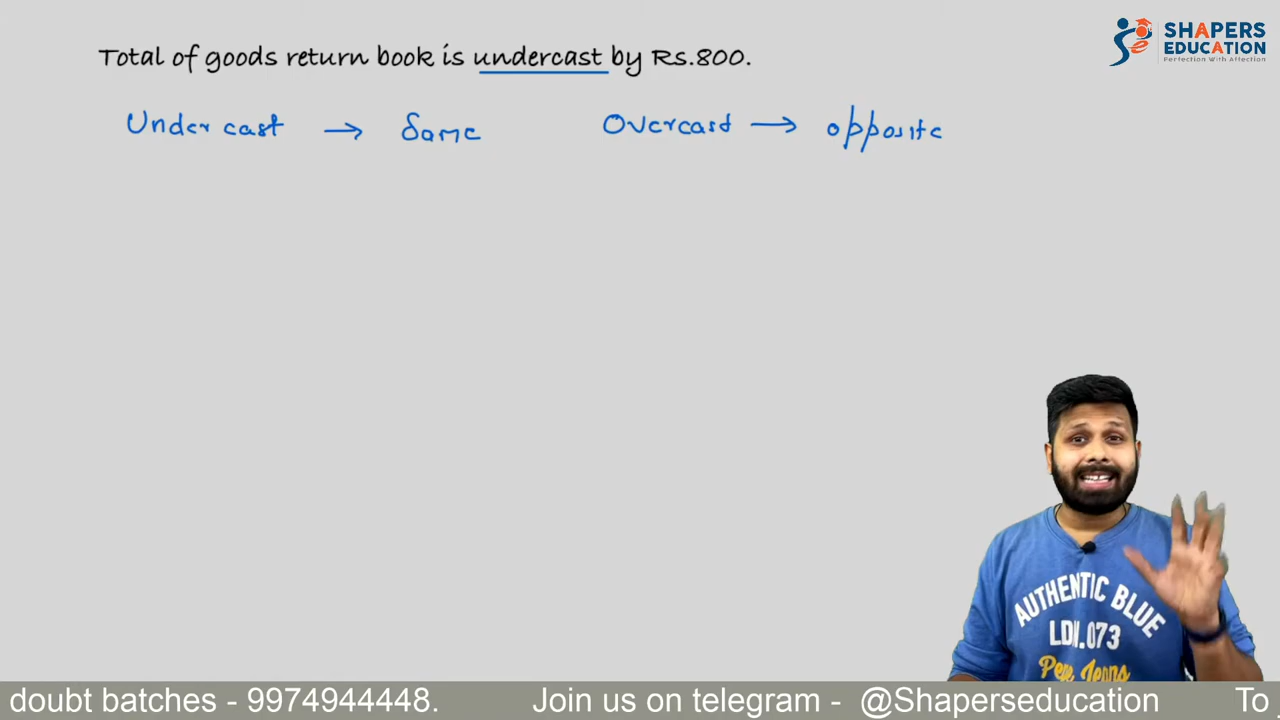 SHAPERS
EDUCATION
Perfection With Affection
Total of goods return book is undercast by Rs.800.
Undercast → Same Overcast → opposite
AUTHENTIC BLUE
LDN.073
Pepe Jeans
doubt batches - 9974944448. Join us on telegram - @Shaperseducation To